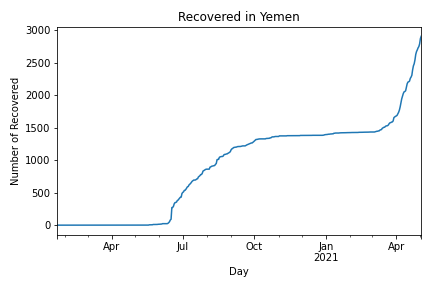 Recovered in Yemen
3000
2500
2000
1500
1000
500
0
Number of Recovered
Apr
Jul
Oct
Jan
2021
Apr
Day